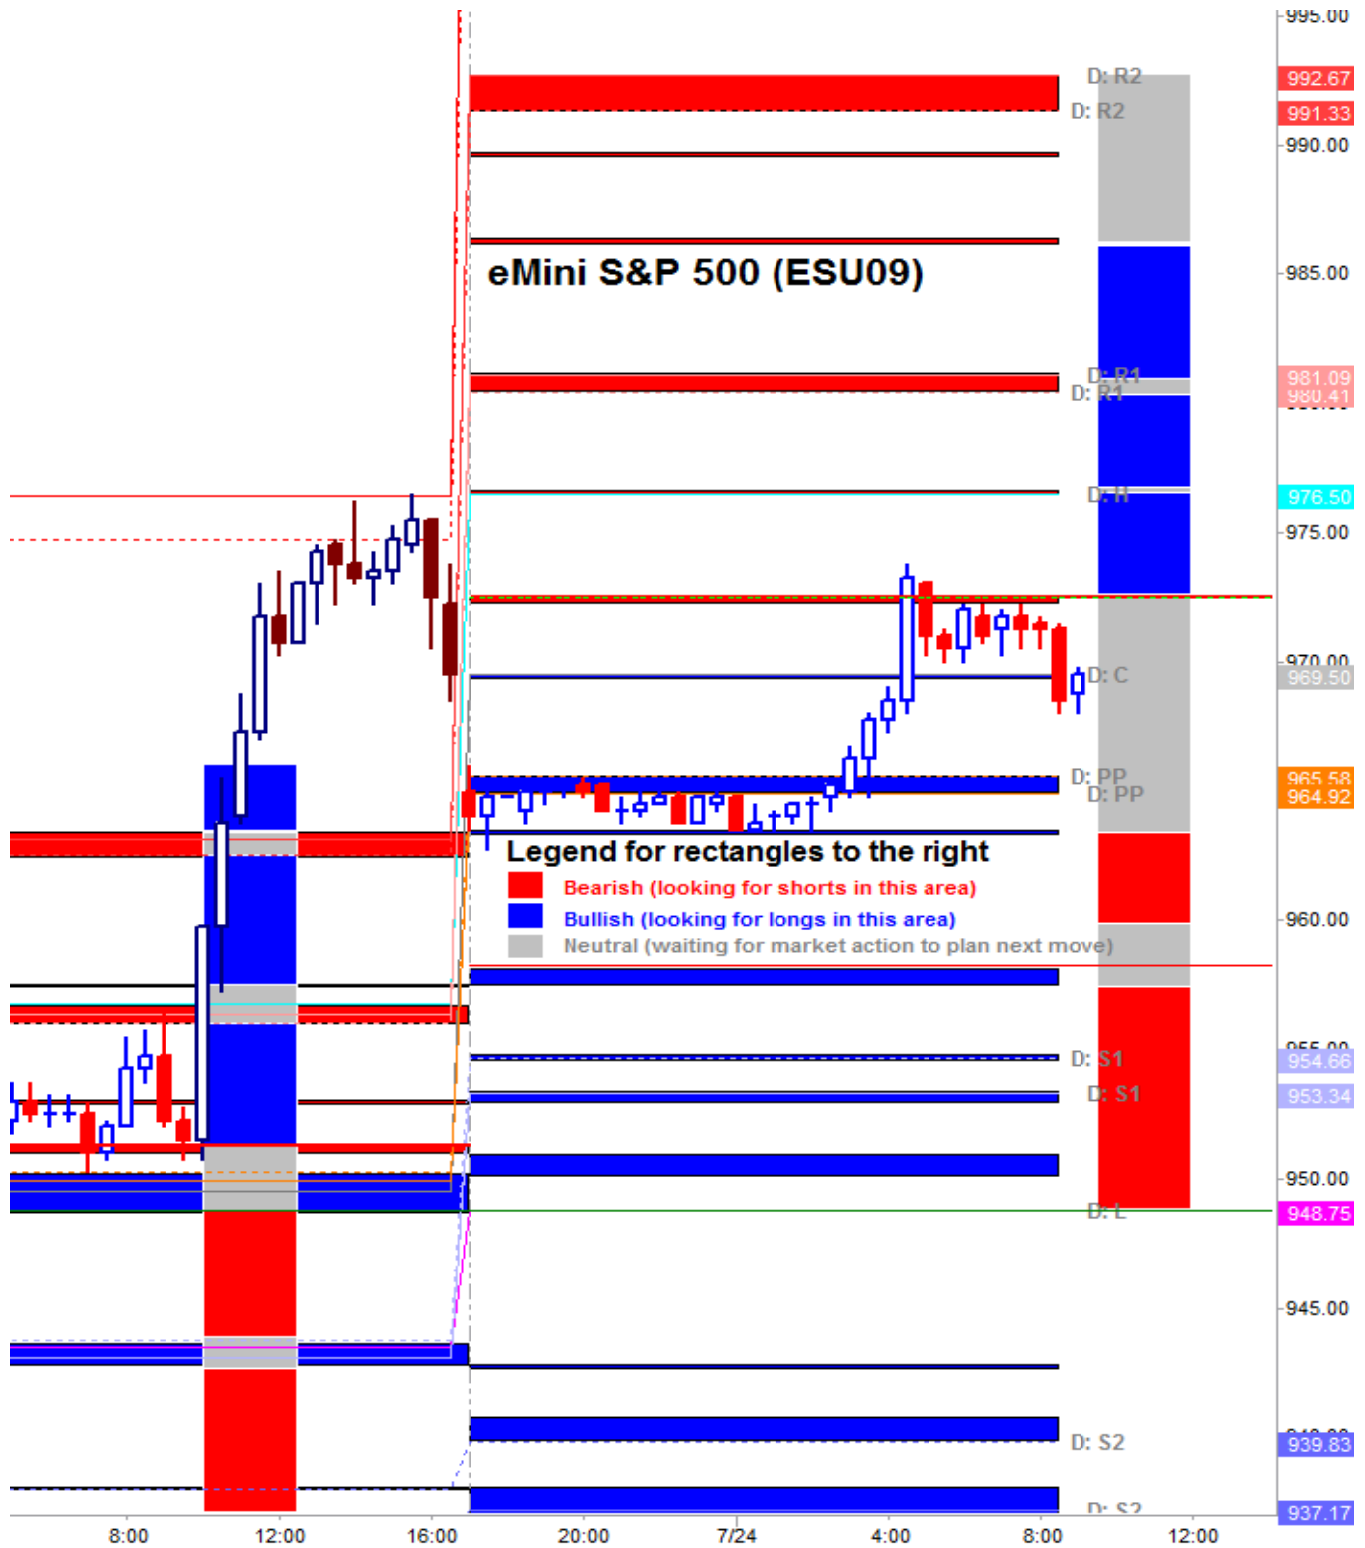 995.00
D: R2
992.67
D: R2
991.33
990.00
eMini S&P 500 (ESU09)
985.00
D: R1
981.09
D: R1
980.41
D: H
976.50
975.00
970.00
D: C
969.50
D: PP
965.58
D: PP
964.92
Legend for rectangles to the right
Bearish (looking for shorts in this area)
Bullish (looking for longs in this area)
960.00
Neutral (waiting for market action to plan next move)
955.00
D: S1
954.66
D: S1
953.34
950.00
D: L
948.75
945.00
D: S2
939.83
D: S2
937.17
8:00 12:00 16:00 20:00 7/24 4:00 8:00 12:00